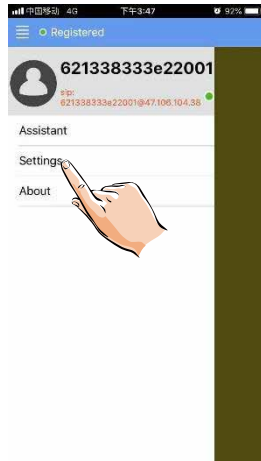 中国移动 4G 下午3:47 92%
Registered
621338333e22001
sip:
621338333e22001@47.106.104.38
Assistant
Settings
About